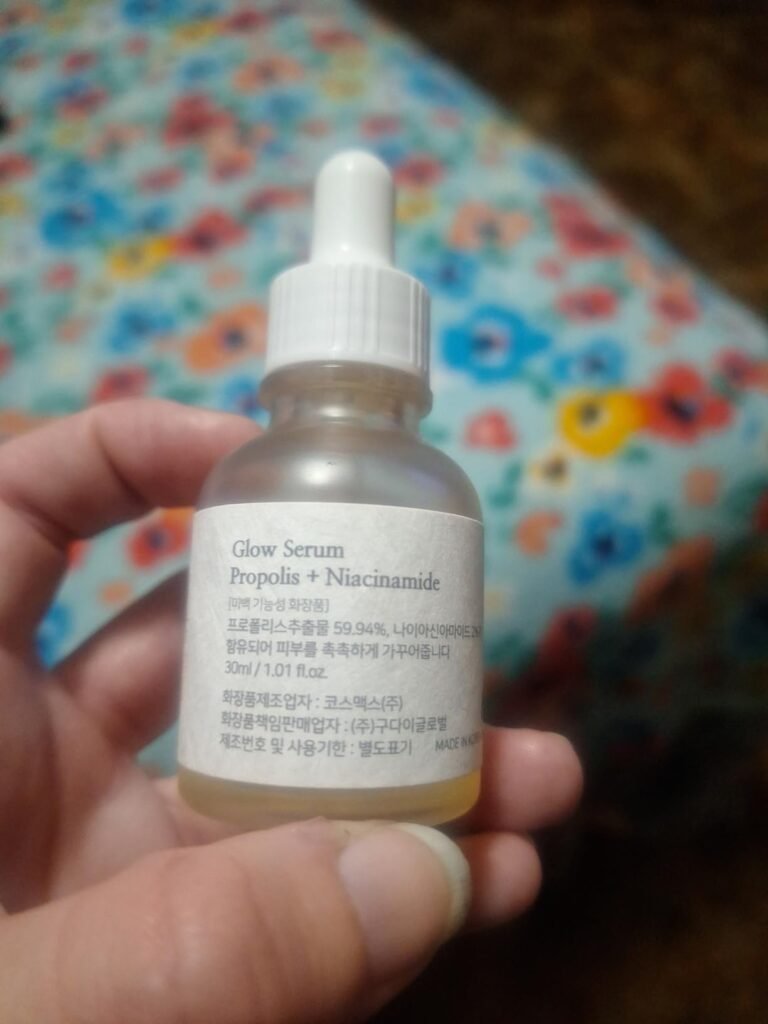 Glow Serum
Propolis + Niacinamide
[미백 기능성 화장품]
프로폴리스추출물 59.94%, 나이아신아마이드
함유되어 피부를 촉촉하게 가꾸어줍니다
30ml / 1.01 fl.oz.
화장품제조업자 : 코스맥스(주)
화장품책임판매업자 : (주)구다이글로벌
제조번호 및 사용기한 : 별도표기 MADE IN